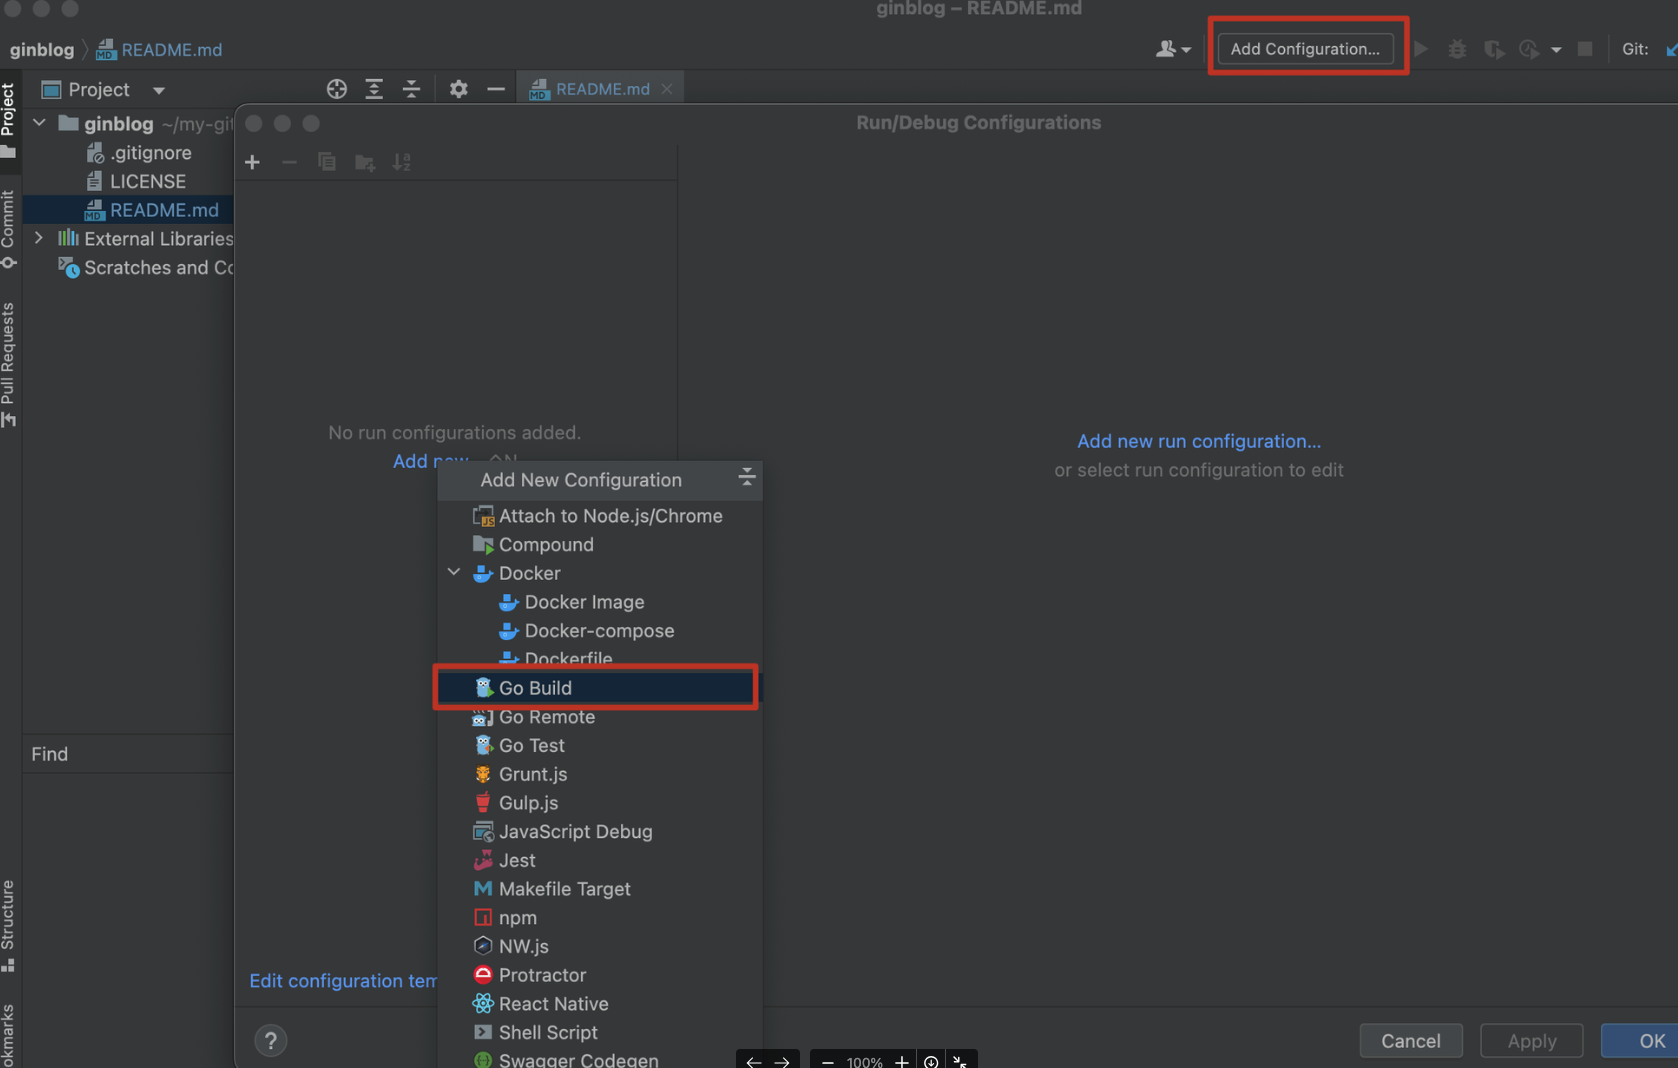 ginblog – README.md
ginblog README.md
Add Configuration...
Git:
Project
README.md
Project
Commit
Pull Requests
Structure
ginblog ~/my-git
.gitignore
LICENSE
README.md
External Libraries
Scratches and Co
Find
Run/Debug Configurations
No run configurations added.
Add new
Add new run configuration...
or select run configuration to edit
Add New Configuration
Attach to Node.js/Chrome
Compound
Docker
Docker Image
Docker-compose
Dockerfile
Go Build
Go Remote
Go Test
Grunt.js
Gulp.js
JavaScript Debug
Jest
Makefile Target
npm
NW.js
Protractor
React Native
Shell Script
Swagger Codegen
Edit configuration tem
?
Cancel
Apply
OK
100%